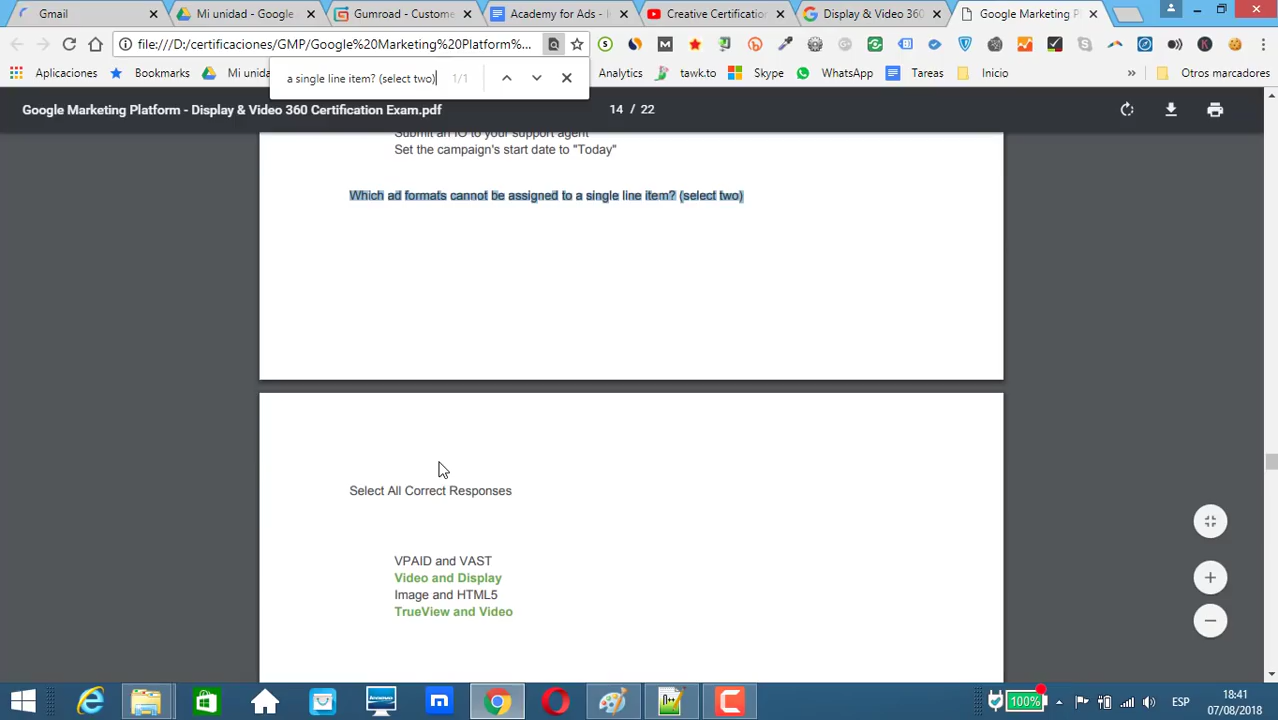 Gmail
Mi unidad - Google
Gumroad - Custome
Academy for Ads - I
Creative Certification
Display & Video 360
Google Marketing P
file:///D:/certificaciones/GMP/Google%20Marketing%20Platform%...
Aplicaciones
Bookmark
Mi unida
Analytics
tawk.to
Skype
Tareas
Inicio
Otros marcadores
a single line item? (select two)
1/1
Google Marketing Platform - Display & Video 360 Certification Exam.pdf
14 / 22
Submit an IO to your support agent
Set the campaign's start date to "Today"
Which ad formats cannot be assigned to a single line item? (select two)
Select All Correct Responses
VPAID and VAST
Video and Display
Image and HTML5
TrueView and Video
100%
ESP
18:41
07/08/2018